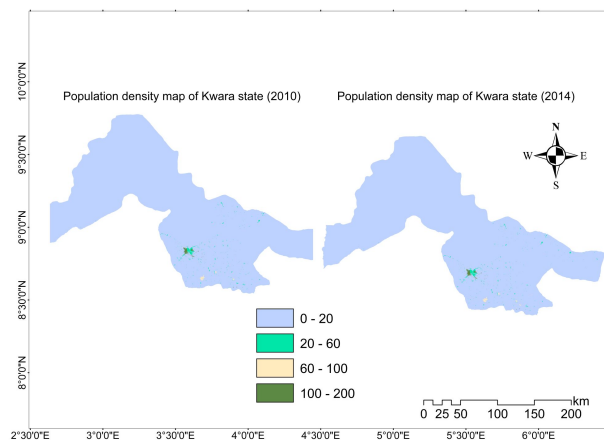 Population density map of Kwara state (2010)
Population density map of Kwara state (2014)
N
W E
S
10°0'0"N
9°30'0"N
9°0'0"N
8°30'0"N
8°0'0"N
0 - 20
20 - 60
60 - 100
100 - 200
km
0 25 50 100 150 200
2°30'0"E 3°0'0"E 3°30'0"E 4°0'0"E 4°30'0"E 5°0'0"E 5°30'0"E 6°0'0"E